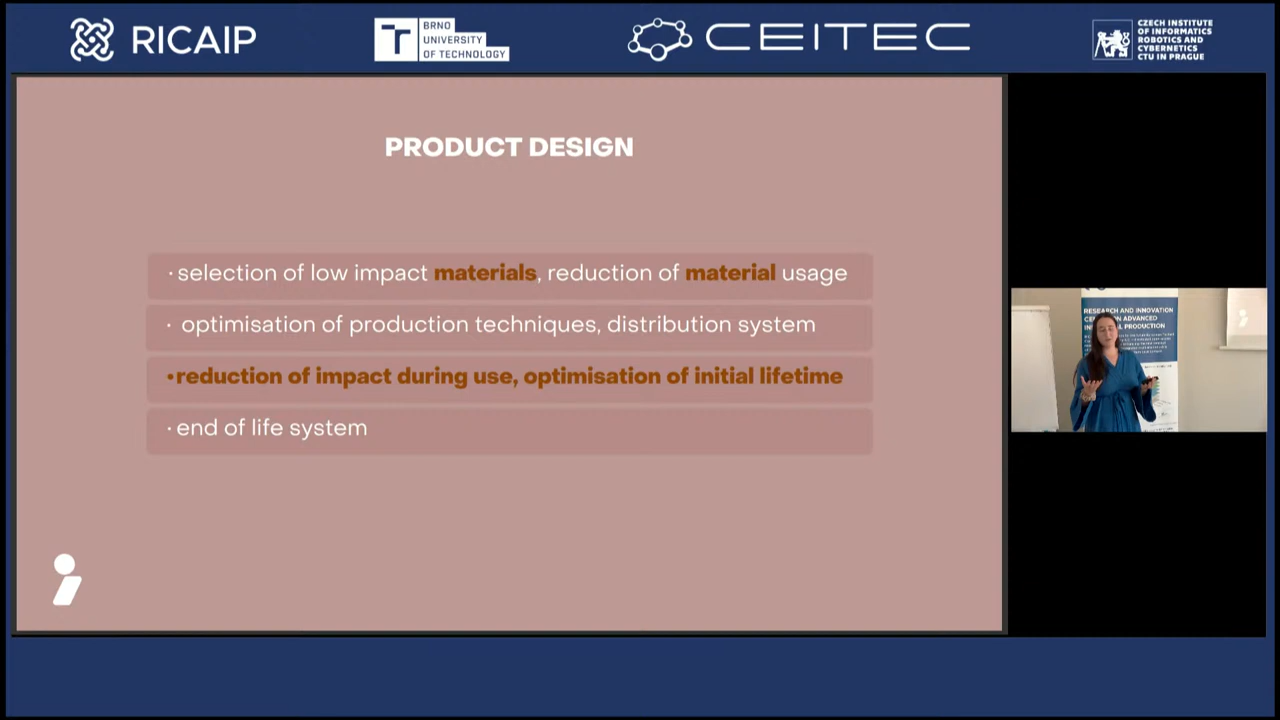 RICAIP
BRNO
UNIVERSITY
OF TECHNOLOGY
CEITEC
CZECH INSTITUTE
OF INFORMATICS
ROBOTICS AND
CYBERNETICS
CTU IN PRAGUE
PRODUCT DESIGN
·selection of low impact materials, reduction of material usage
· optimisation of production techniques, distribution system
·reduction of impact during use, optimisation of initial lifetime
·end of life system
RESEARCH AND INNOVATION
ADVANCED
PRODUCTION